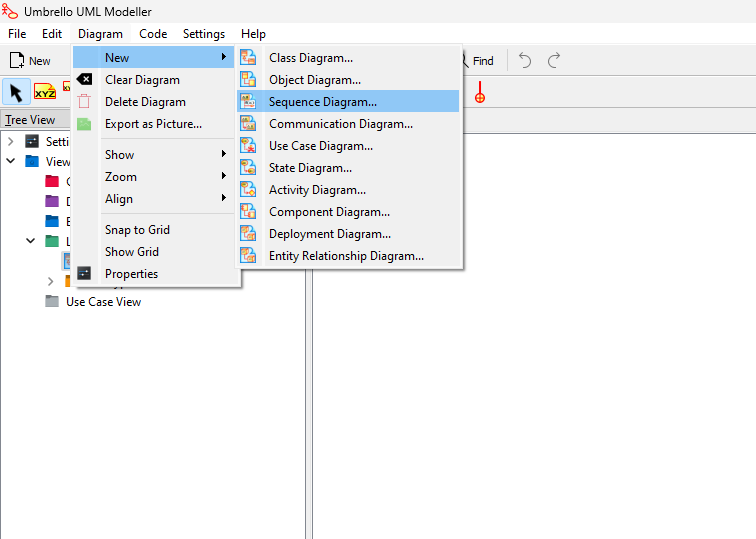 Umbrello UML Modeller
File Edit Diagram Code Settings Help
New
Find
XYZ
Tree View
Setti
View
Use Case View
New
Clear Diagram
Delete Diagram
Export as Picture...
Show
Zoom
Align
Snap to Grid
Show Grid
Properties
Class Diagram...
Object Diagram...
Sequence Diagram...
Communication Diagram...
Use Case Diagram...
State Diagram...
Activity Diagram...
Component Diagram...
Deployment Diagram...
Entity Relationship Diagram...